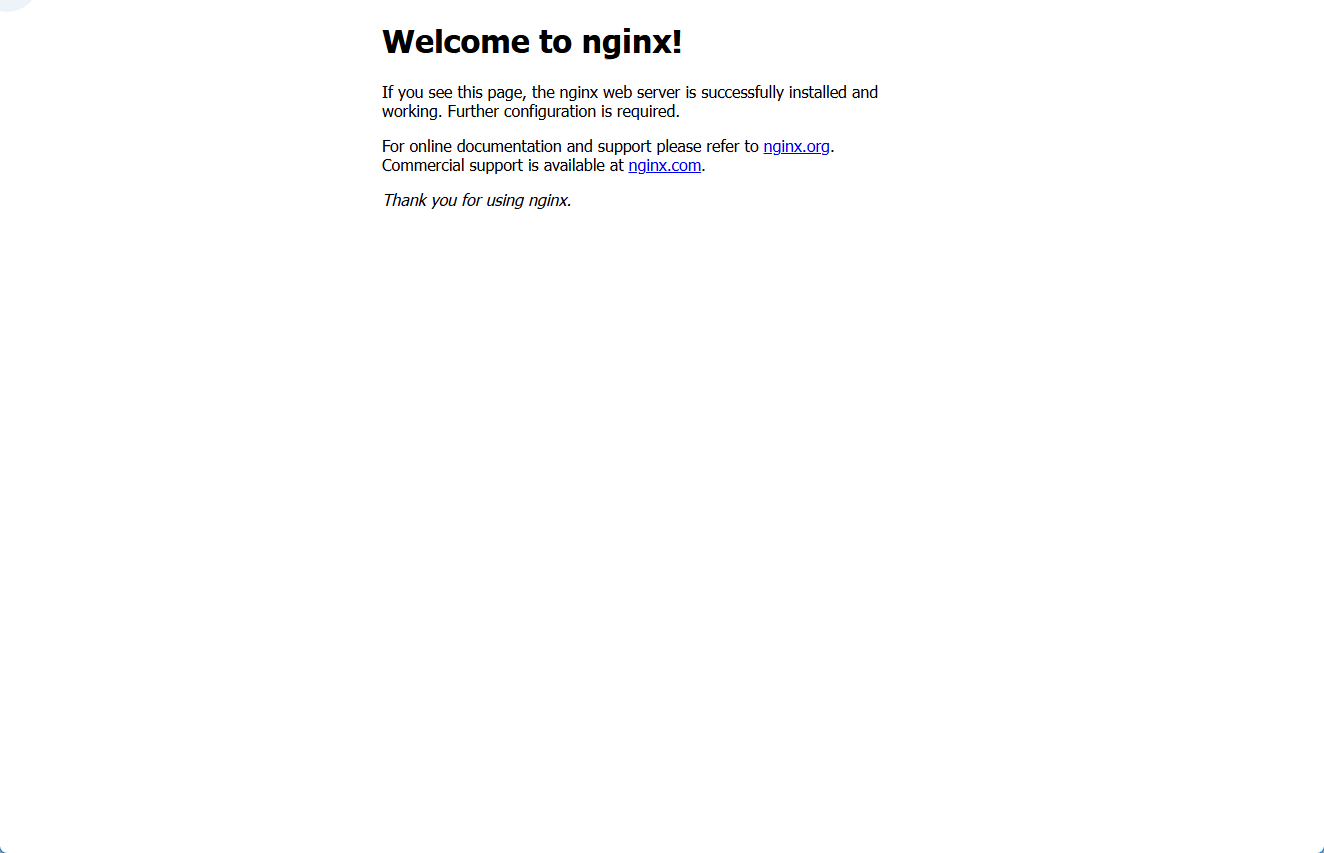 Welcome to nginx!
If you see this page, the nginx web server is successfully installed and
working. Further configuration is required.
For online documentation and support please refer to nginx.org.
Commercial support is available at nginx.com.
Thank you for using nginx.